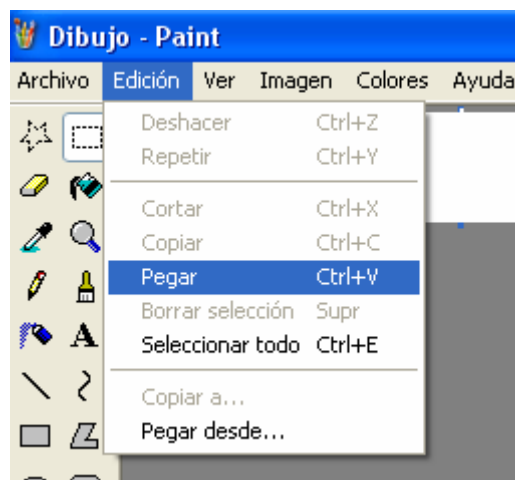 Dibujo - Paint
Archivo Edición Ver Imagen Colores Ayuda
Deshacer Ctrl+Z
Repetir Ctrl+Y
Cortar Ctrl+X
Copiar Ctrl+C
Pegar Ctrl+V
Borrar selección Supr
Seleccionar todo Ctrl+E
Copiar a...
Pegar desde...
A